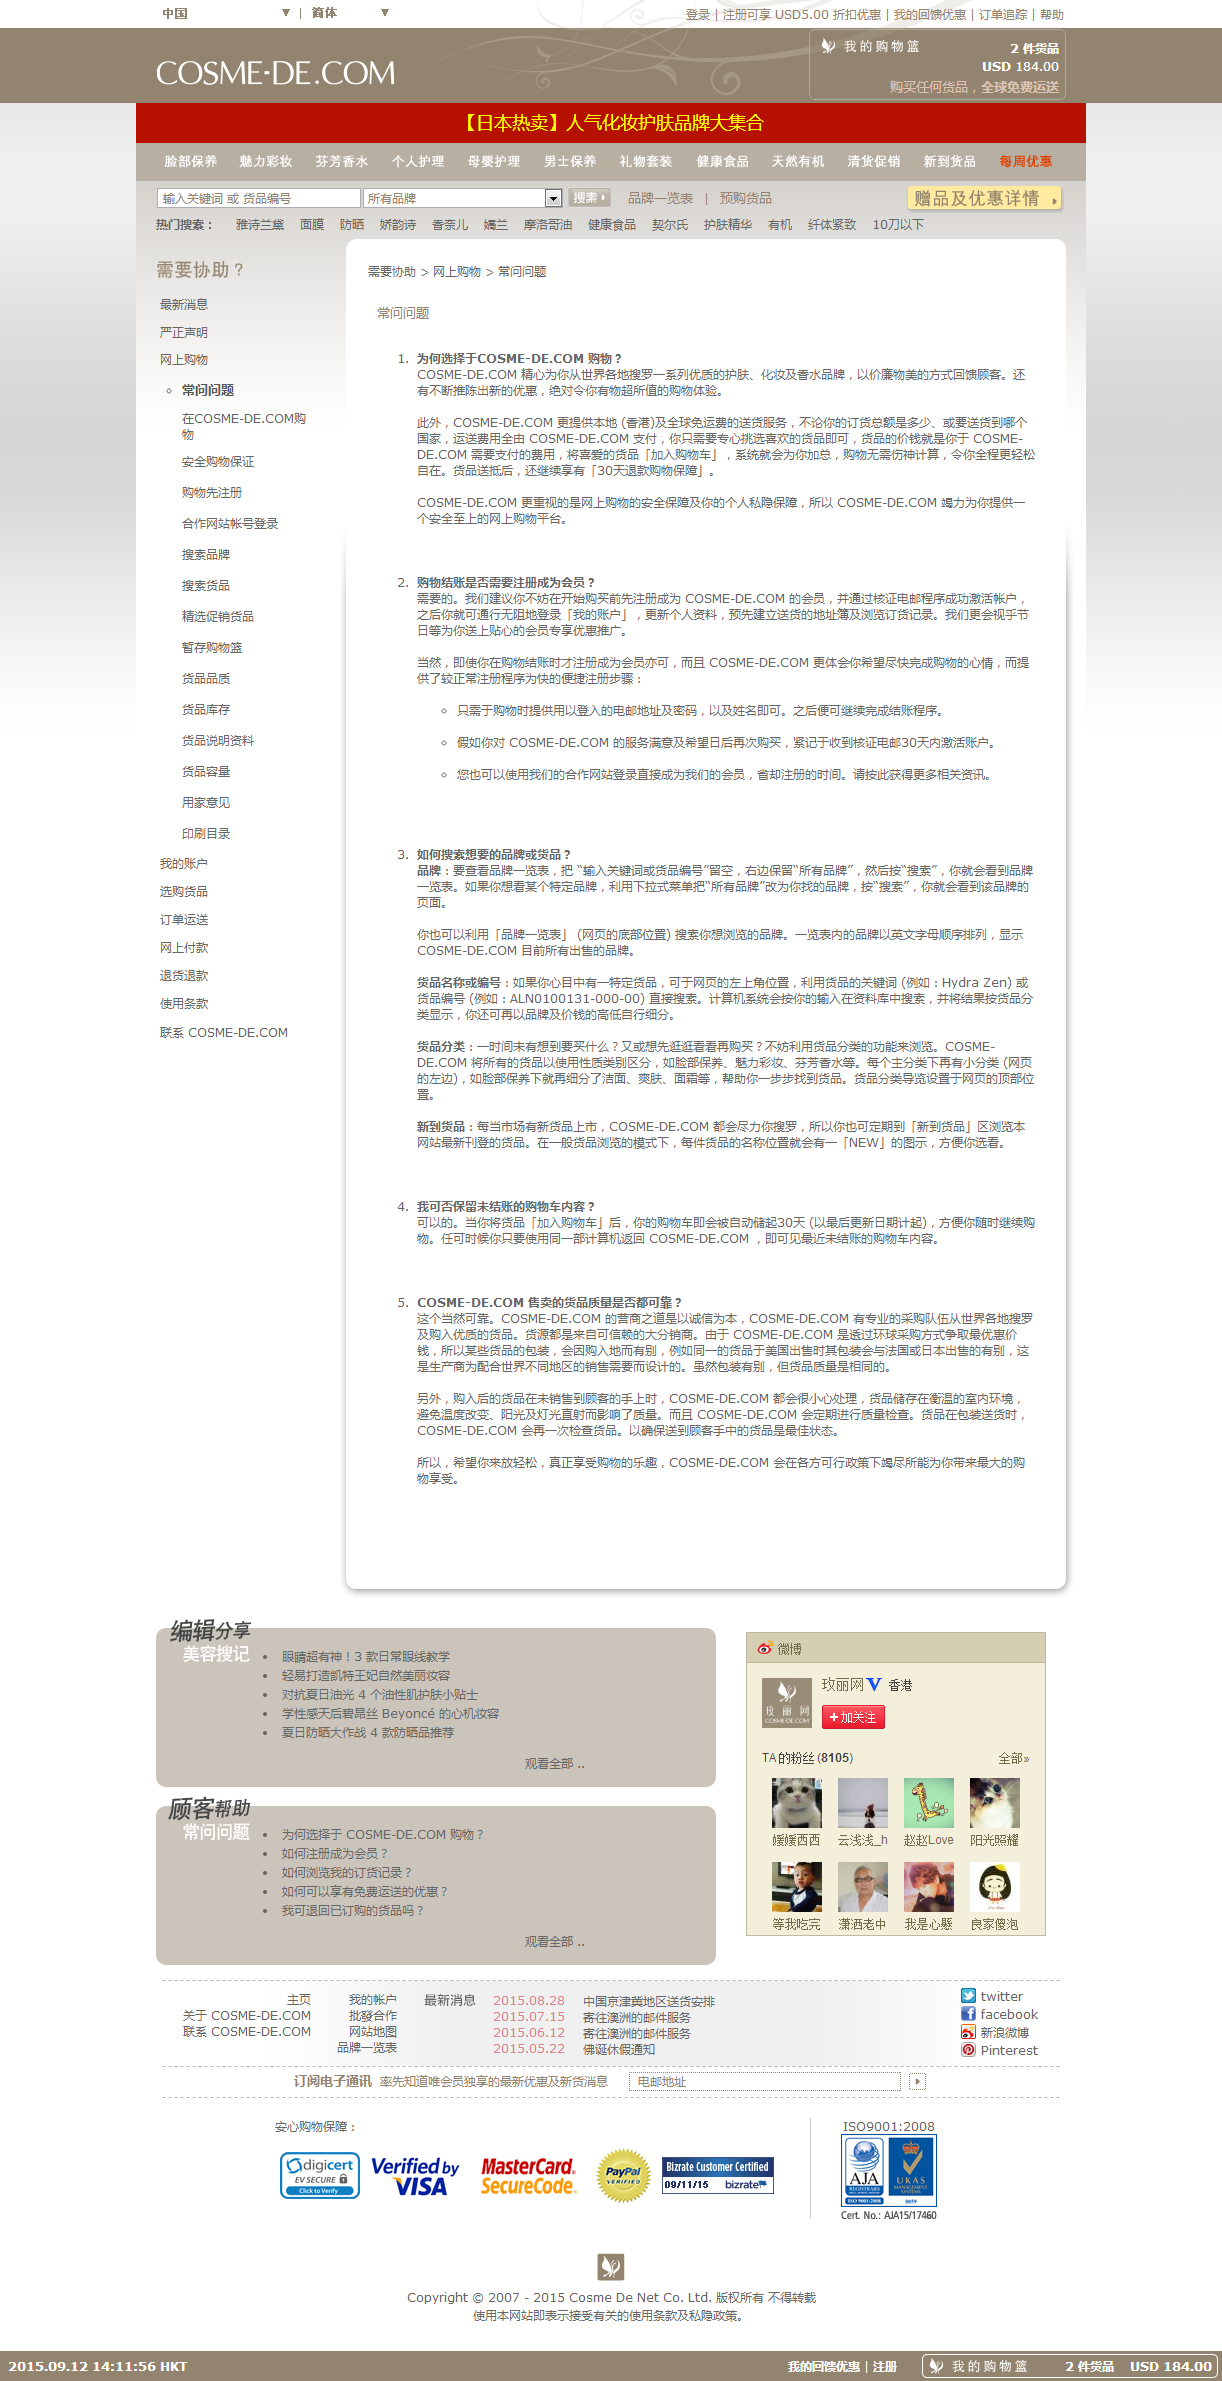 中国 ▼ | 简体 ▼
登录 | 注册可享 USD5.00 折扣优惠 | 我的回馈优惠 | 订单追踪 | 帮助
COSME-DE.COM
我的购物篮 2 件货品
USD 184.00
购买任何货品，全球免费运送
【日本热卖】人气化妆护肤品牌大集合
脸部保养 魅力彩妆 芬芳香水 个人护理 母婴护理 男士保养 礼物套装 健康食品 天然有机 清货促销 新到货品 每周优惠
输入关键词 或 货品编号 所有品牌 搜索 品牌一览表 | 预购货品 赠品及优惠详情
热门搜索： 雅诗兰黛 面膜 防晒 娇韵诗 香奈儿 嬌兰 摩洛哥油 健康食品 契尔氏 护肤精华 有机 纤体紧致 10刀以下
需要协助？
最新消息
严正声明
网上购物
常问问题
在COSME-DE.COM购
物
安全购物保证
购物先注册
合作网站帐号登录
搜索品牌
搜索货品
精选促销货品
暂存购物篮
货品品质
货品库存
货品说明资料
货品容量
用家意见
印刷目录
我的账户
选购货品
订单运送
网上付款
退货退款
使用条款
联系 COSME-DE.COM
需要协助 > 网上购物 > 常问问题
常问问题
1. 为何选择于COSME-DE.COM 购物？
COSME-DE.COM 精心为你从世界各地搜罗一系列优质的护肤、化妆及香水品牌，以价廉物美的方式回馈顾客。还
有不断推陈出新的优惠，绝对令你有物超所值的购物体验。
此外，COSME-DE.COM 更提供本地 (香港)及全球免运费的送货服务，不论你的订货总额是多少、或要送货到哪个
国家，运送费用全由 COSME-DE.COM 支付，你只需要专心挑选喜欢的货品即可，货品的价钱就是你于 COSME-
DE.COM 需要支付的费用，将喜爱的货品「加入购物车」，系统就会为你加总，购物无需伤神计算，令你全程更轻松
自在。货品送抵后，还继续享有「30天退款购物保障」。
COSME-DE.COM 更重视的是网上购物的安全保障及你的个人私隐保障，所以 COSME-DE.COM 竭力为你提供一
个安全至上的网上购物平台。
2. 购物结账是否需要注册成为会员？
需要的。我们建议你不妨在开始购买前先注册成为 COSME-DE.COM 的会员，并通过核证电邮程序成功激活帐户，
之后你就可通行无阻地登录「我的账户」，更新个人资料，预先建立送货的地址簿及浏览订货记录。我们更会视乎节
日等为你送上贴心的会员专享优惠推广。
当然，即使你在购物结账时才注册成为会员亦可，而且 COSME-DE.COM 更体会你希望尽快完成购物的心情，而提
供了较正常注册程序为快的便捷注册步骤：
只需于购物时提供用以登入的电邮地址及密码，以及姓名即可。之后便可继续完成结账程序。
假如你对 COSME-DE.COM 的服务满意及希望日后再次购买，紧记于收到核证电邮30天内激活账户。
您也可以使用我们的合作网站登录直接成为我们的会员，省却注册的时间。请按此获得更多相关资讯。
3. 如何搜索想要的品牌或货品？
品牌：要查看品牌一览表，把 “输入关键词或货品编号”留空，右边保留“所有品牌”，然后按“搜索”，你就会看到品牌
一览表。如果你想看某个特定品牌，利用下拉式菜单把“所有品牌”改为你找的品牌，按“搜索”，你就会看到该品牌的
页面。
你也可以利用「品牌一览表」 (网页的底部位置) 搜索你想浏览的品牌。一览表内的品牌以英文字母顺序排列，显示
COSME-DE.COM 目前所有出售的品牌。
货品名称或编号：如果你心目中有一特定货品，可于网页的左上角位置，利用货品的关键词 (例如：Hydra Zen) 或
货品编号 (例如：ALN0100131-000-00) 直接搜索。计算机系统会按你的输入在资料库中搜索，并将结果按货品分
类显示，你还可再以品牌及价钱的高低自行细分。
货品分类：一时间未有想到要买什么？又或想先逛逛看看再购买？不妨利用货品分类的功能来浏览。COSME-
DE.COM 将所有的货品以使用性质类别区分，如脸部保养、魅力彩妆、芬芳香水等。每个主分类下再有小分类 (网页
的左边)，如脸部保养下就再细分了洁面、爽肤、面霜等，帮助你一步步找到货品。货品分类导览设置于网页的顶部位
置。
新到货品：每当市场有新货品上市，COSME-DE.COM 都会尽力你搜罗，所以你也可定期到「新到货品」区浏览本
网站最新刊登的货品。在一般货品浏览的模式下，每件货品的名称位置就会有一「NEW」的图示，方便你选看。
4. 我可否保留未结账的购物车内容？
可以的。当你将货品「加入购物车」后，你的购物车即会被自动储起30天 (以最后更新日期计起)，方便你随时继续购
物。任可时候你只要使用同一部计算机返回 COSME-DE.COM ，即可见最近未结账的购物车内容。
5. COSME-DE.COM 售卖的货品质量是否都可靠？
这个当然可靠。COSME-DE.COM 的营商之道是以诚信为本，COSME-DE.COM 有专业的采购队伍从世界各地搜罗
及购入优质的货品。货源都是来自可信赖的大分销商。由于 COSME-DE.COM 是透过环球采购方式争取最优惠价
钱，所以某些货品的包装，会因购入地而有别，例如同一的货品于美国出售时其包装会与法国或日本出售的有别，这
是生产商为配合世界不同地区的销售需要而设计的。虽然包装有别，但货品质量是相同的。
另外，购入后的货品在未销售到顾客的手上时，COSME-DE.COM 都会很小心处理，货品储存在衡温的室内环境，
避免温度改变、阳光及灯光直射而影响了质量。而且 COSME-DE.COM 会定期进行质量检查。货品在包装送货时，
COSME-DE.COM 会再一次检查货品。以确保送到顾客手中的货品是最佳状态。
所以，希望你来放轻松，真正享受购物的乐趣，COSME-DE.COM 会在各方可行政策下竭尽所能为你带来最大的购
物享受。
编辑分享
美容搜记
眼睛超有神！3 款日常眼线教学
轻易打造凯特王妃自然美丽妆容
对抗夏日油光 4 个油性肌护肤小贴士
学性感天后碧昂丝 Beyoncé 的心机妆容
夏日防晒大作战 4 款防晒品推荐
观看全部 ..
顾客帮助
常问问题
为何选择于 COSME-DE.COM 购物？
如何注册成为会员？
如何浏览我的订货记录？
如何可以享有免费运送的优惠？
我可退回已订购的货品吗？
观看全部 ..
微博
玫丽网 COSME-DE.COM
玫丽网 V 香港
+加关注
TA的粉丝 (8105) 全部»
媛媛西西 云浅浅_h 赵赵Love 阳光照耀
等我吃完 潇洒老中 我是心懸 良家傻泡
主页 我的帐户 最新消息 2015.08.28 中国京津冀地区送货安排
关于 COSME-DE.COM 批發合作 2015.07.15 寄往澳洲的邮件服务
联系 COSME-DE.COM 网站地图 2015.06.12 寄往澳洲的邮件服务
品牌一览表 2015.05.22 佛诞休假通知
twitter
facebook
新浪微博
Pinterest
订阅电子通讯 率先知道唯会员独享的最新优惠及新货消息 电邮地址
安心购物保障：
digicert EV SECURE Click to Verify
Verified by VISA
MasterCard. SecureCode.
PayPal VERIFIED
Bizrate Customer Certified 09/11/15 bizrate
ISO9001:2008
AJA REGISTRARS ISO 9001:2008
UKAS MANAGEMENT SYSTEMS 0059
Cert. No.: AJA15/17460
Copyright © 2007 - 2015 Cosme De Net Co. Ltd. 版权所有 不得转载
使用本网站即表示接受有关的使用条款及私隐政策。
2015.09.12 14:11:56 HKT 我的回馈优惠 | 注册 我的购物篮 2 件货品 USD 184.00